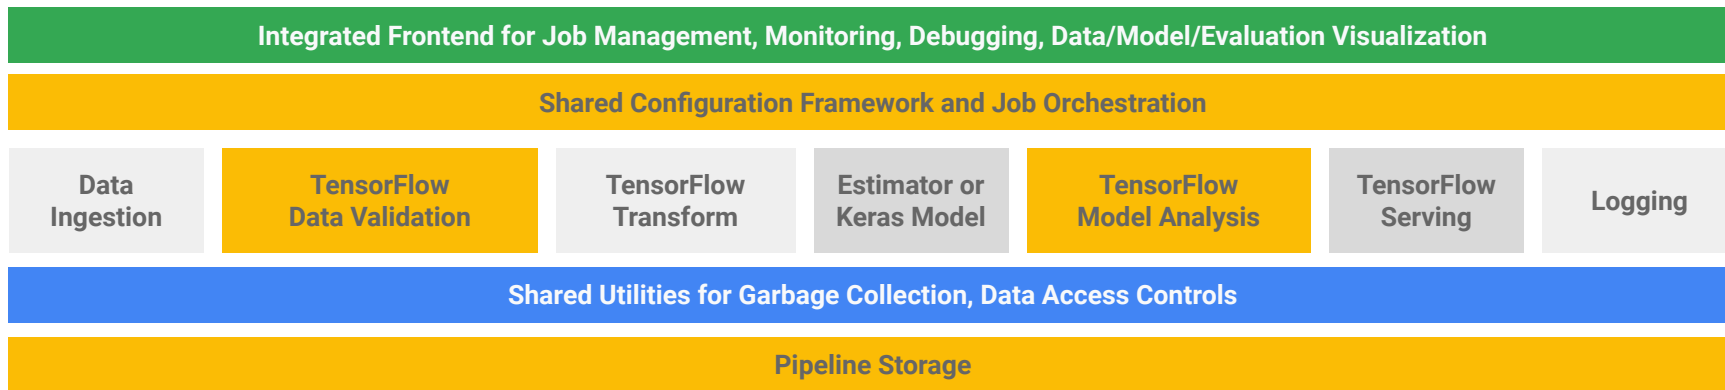 Integrated Frontend for Job Management, Monitoring, Debugging, Data/Model/Evaluation Visualization
Shared Configuration Framework and Job Orchestration
Data
Ingestion
TensorFlow
Data Validation
TensorFlow
Transform
Estimator or
Keras Model
TensorFlow
Model Analysis
TensorFlow
Serving
Logging
Shared Utilities for Garbage Collection, Data Access Controls
Pipeline Storage